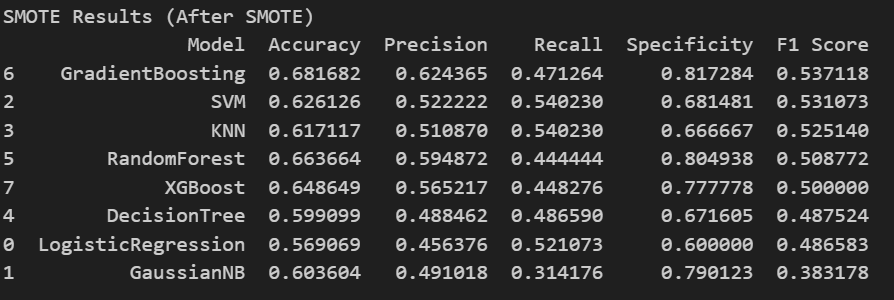 SMOTE Results (After SMOTE)
Model Accuracy Precision Recall Specificity F1 Score
6 GradientBoosting 0.681682 0.624365 0.471264 0.817284 0.537118
2 SVM 0.626126 0.522222 0.540230 0.681481 0.531073
3 KNN 0.617117 0.510870 0.540230 0.666667 0.525140
5 RandomForest 0.663664 0.594872 0.444444 0.804938 0.508772
7 XGBoost 0.648649 0.565217 0.448276 0.777778 0.500000
4 DecisionTree 0.599099 0.488462 0.486590 0.671605 0.487524
0 LogisticRegression 0.569069 0.456376 0.521073 0.600000 0.486583
1 GaussianNB 0.603604 0.491018 0.314176 0.790123 0.383178